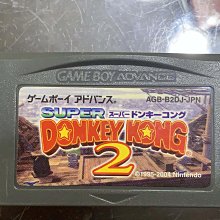 GAME BOY ADVANCE
ゲームボーイ アドバンス AGB-B2DJ-JPN
SUPER スーパードンキーコング
DONKEY KONG
2
©1995-2004 Nintendo